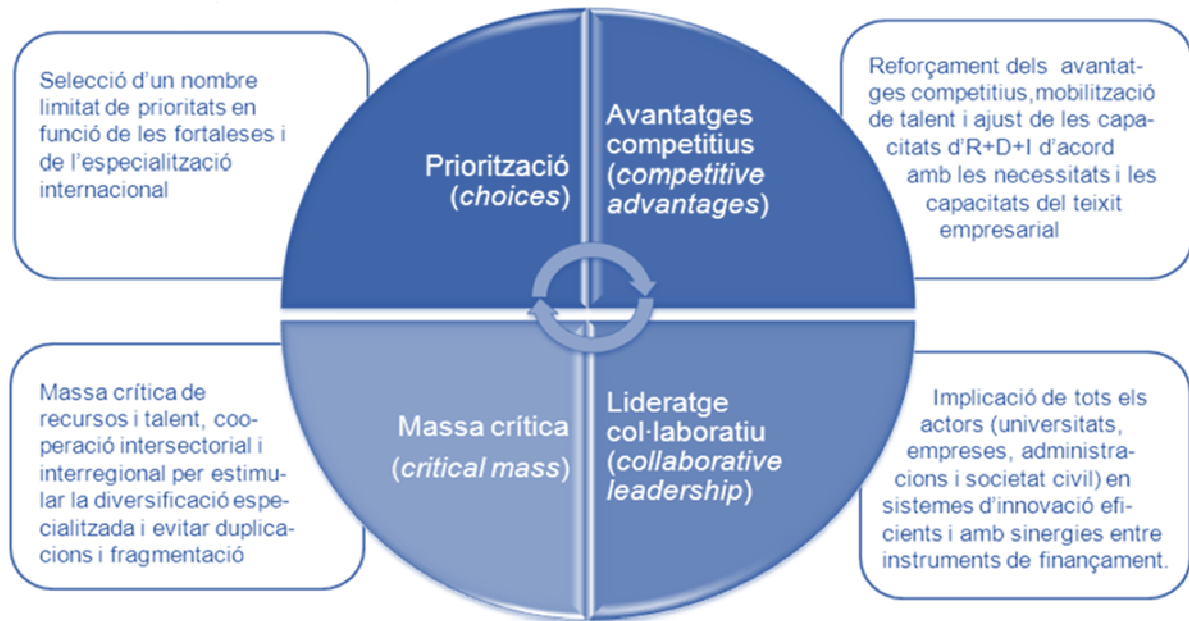 Selecció d'un nombre
limitat de prioritats en
funció de les fortaleses i
de l'especialització
internacional
Priorització
(choices)
Avantatges
competitius
(competitive
advantages)
Reforçament dels avantat-
ges competitius, mobilització
de talent i ajust de les capa-
citats d'R+D+I d'acord
amb les necessitats i les
capacitats del teixit
empresarial
Massa crítica de
recursos i talent, coo-
peració intersectorial i
interregional per estimu-
lar la diversificació espe-
cialitzada i evitar duplica-
cions i fragmentació
Massa crítica
(critical mass)
Lideratge
col·laboratiu
(collaborative
leadership)
Implicació de tots els
actors (universitats,
empreses, administra-
cions i societat civil) en
sistemes d'innovació efi-
cients i amb sinergies entre
instruments de finançament.